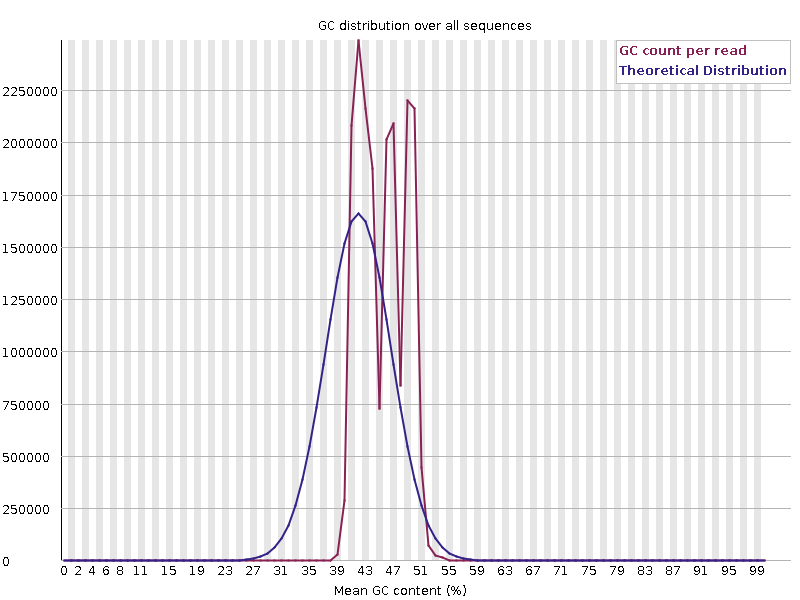 GC distribution over all sequences
GC count per read
Theoretical Distribution
2250000
2000000
1750000
1500000
1250000
1000000
750000
500000
250000
0
0 2 4 6 8 11 15 19 23 27 31 35 39 43 47 51 55 59 63 67 71 75 79 83 87 91 95 99
Mean GC content (%)